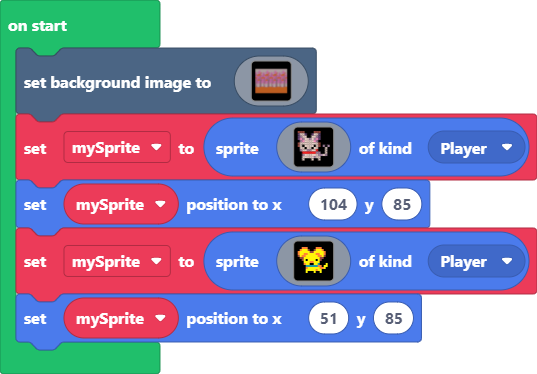 on start
set background image to
set mySprite to sprite of kind Player
set mySprite position to x 104 y 85
set mySprite to sprite of kind Player
set mySprite position to x 51 y 85